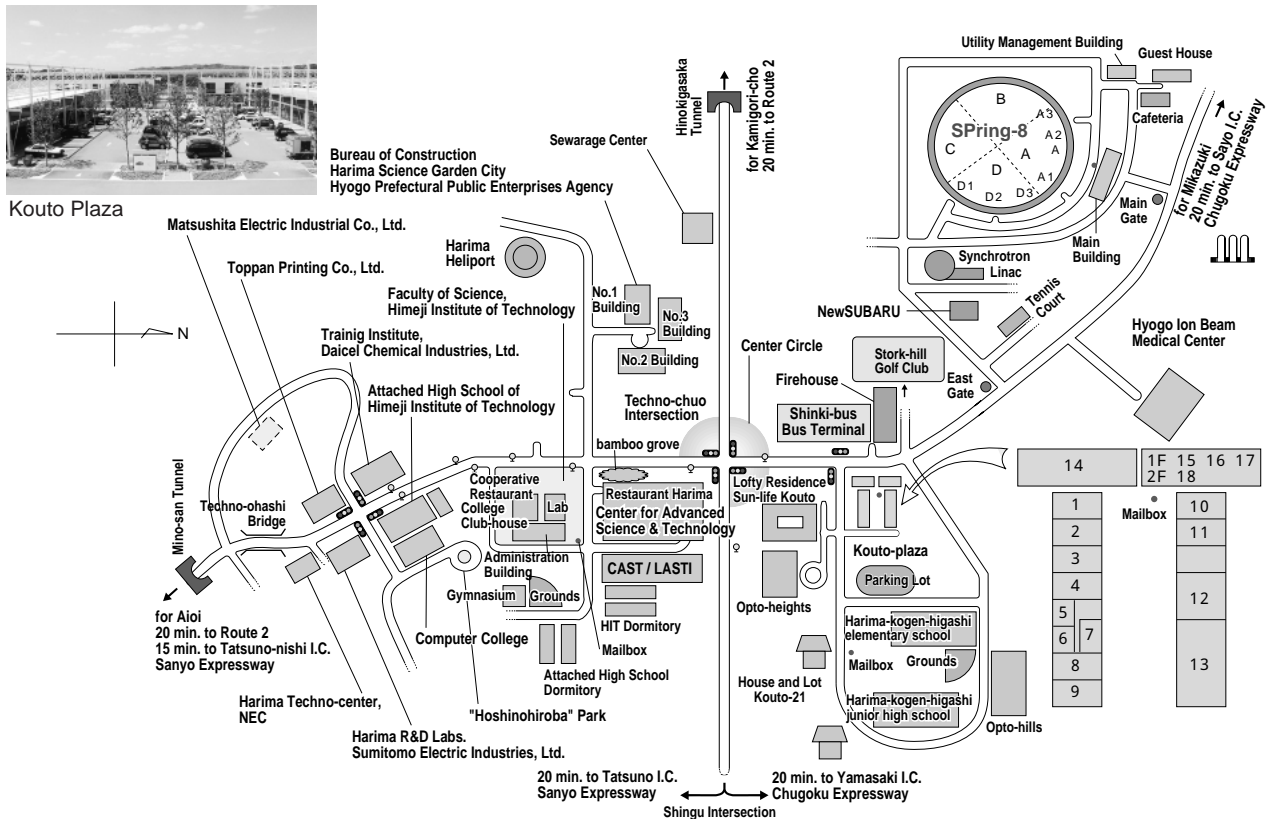 Kouto Plaza
Bureau of Construction
Harima Science Garden City
Hyogo Prefectural Public Enterprises Agency
Sewarage Center
Hinokigasaka
Tunnel
for Kamigori-cho
20 min. to Route 2
Utility Management Building
Guest House
Cafeteria
SPring-8
B
A3
A2
A
A
A1
C
D
D1
D2
D3
Main
Gate
Main
Building
for Mikazuki
20 min. to Sayo I.C.
Chugoku Expressway
Matsushita Electric Industrial Co., Ltd.
Toppan Printing Co., Ltd.
Harima
Heliport
Faculty of Science,
Himeji Institute of Technology
No.1
Building
No.3
Building
No.2 Building
Synchrotron
Linac
NewSUBARU
Tennis
Court
Hyogo Ion Beam
Medical Center
N
Trainig Institute,
Daicel Chemical Industries, Ltd.
Attached High School of
Himeji Institute of Technology
Center Circle
Techno-chuo
Intersection
Stork-hill
Golf Club
Firehouse
East
Gate
Shinki-bus
Bus Terminal
bamboo grove
Mino-san Tunnel
Techno-ohashi
Bridge
Cooperative
Restaurant
College
Club-house
Lab
Restaurant Harima
Center for Advanced
Science & Technology
Lofty Residence
Sun-life Kouto
Administration
Building
Gymnasium
Grounds
CAST / LASTI
HIT Dormitory
Mailbox
Opto-heights
Kouto-plaza
Parking Lot
14
1F 15 16 17
2F 18
Mailbox
1
2
3
4
5
6
7
8
9
10
11
12
13
for Aioi
20 min. to Route 2
15 min. to Tatsuno-nishi I.C.
Sanyo Expressway
Computer College
Attached High School
Dormitory
Harima-kogen-higashi
elementary school
Mailbox
Grounds
House and Lot
Kouto-21
Harima-kogen-higashi
junior high school
Opto-hills
Harima Techno-center,
NEC
Harima R&D Labs.
Sumitomo Electric Industries, Ltd.
"Hoshinohiroba" Park
20 min. to Tatsuno I.C.
Sanyo Expressway
20 min. to Yamasaki I.C.
Chugoku Expressway
Shingu Intersection